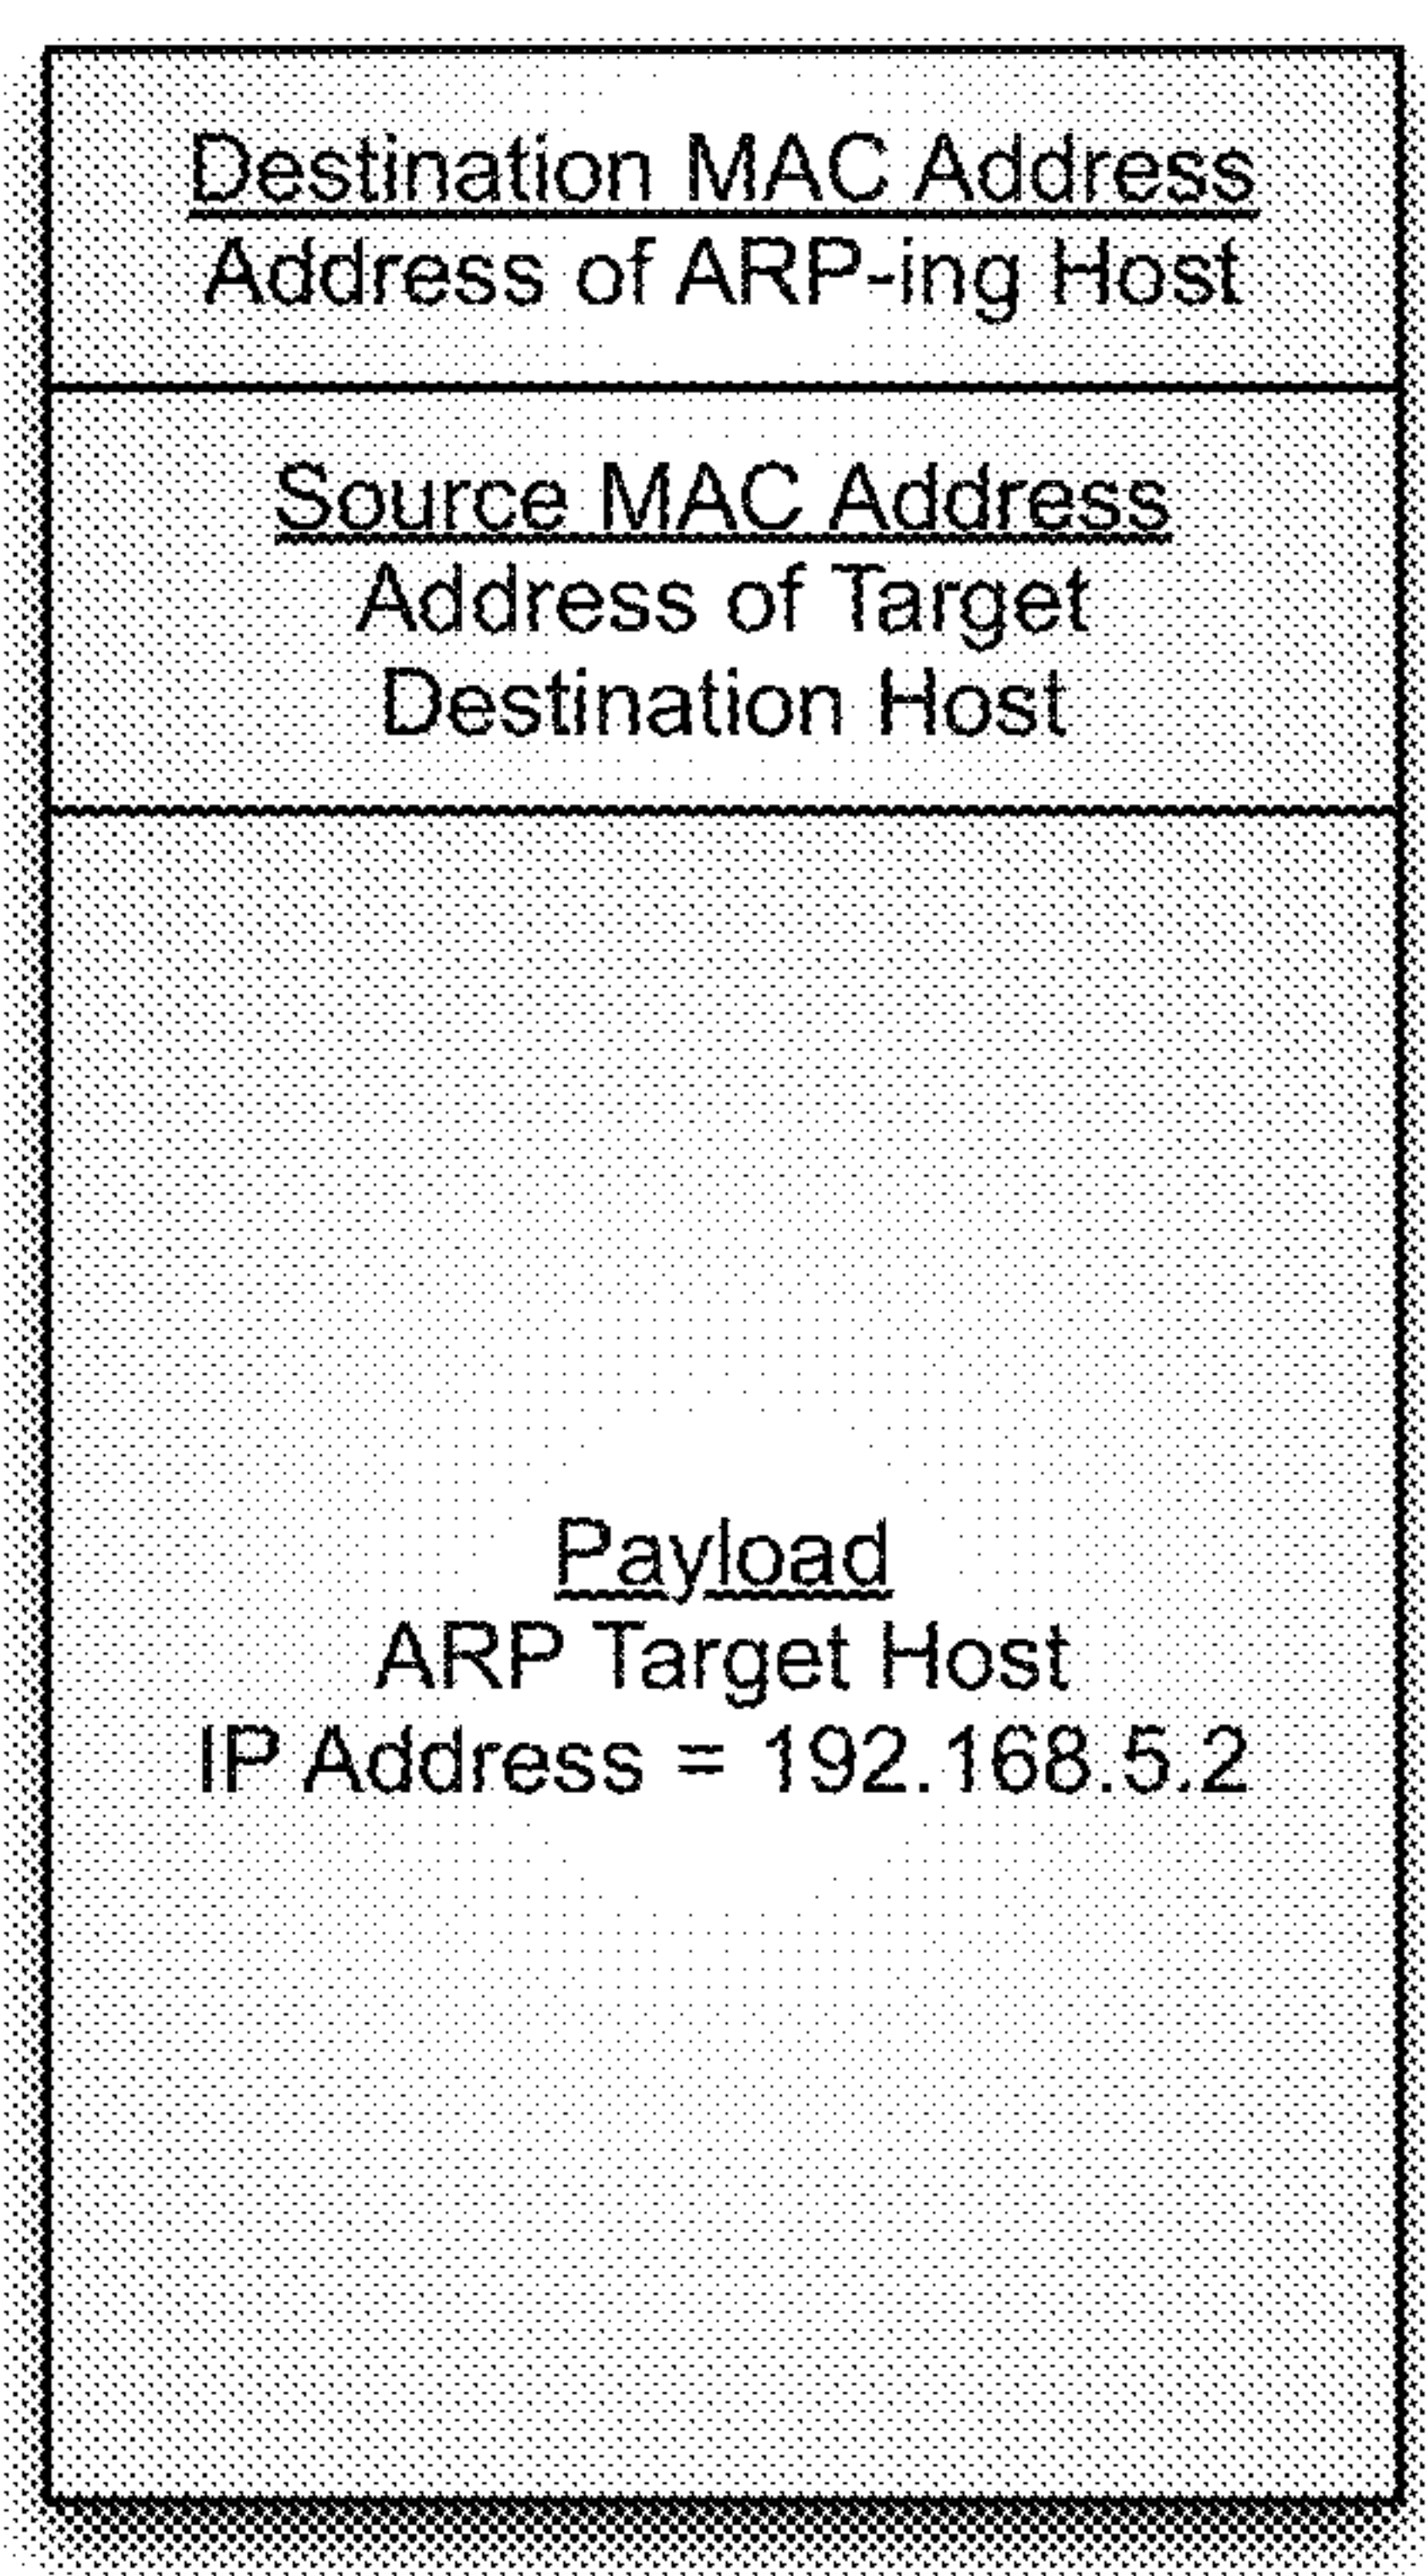 Destination MAC Address
Address of ARP-ing Host
Source MAC Address
Address of Target
Destination Host
Payload
ARP Target Host
IP Address = 192.168.5.2